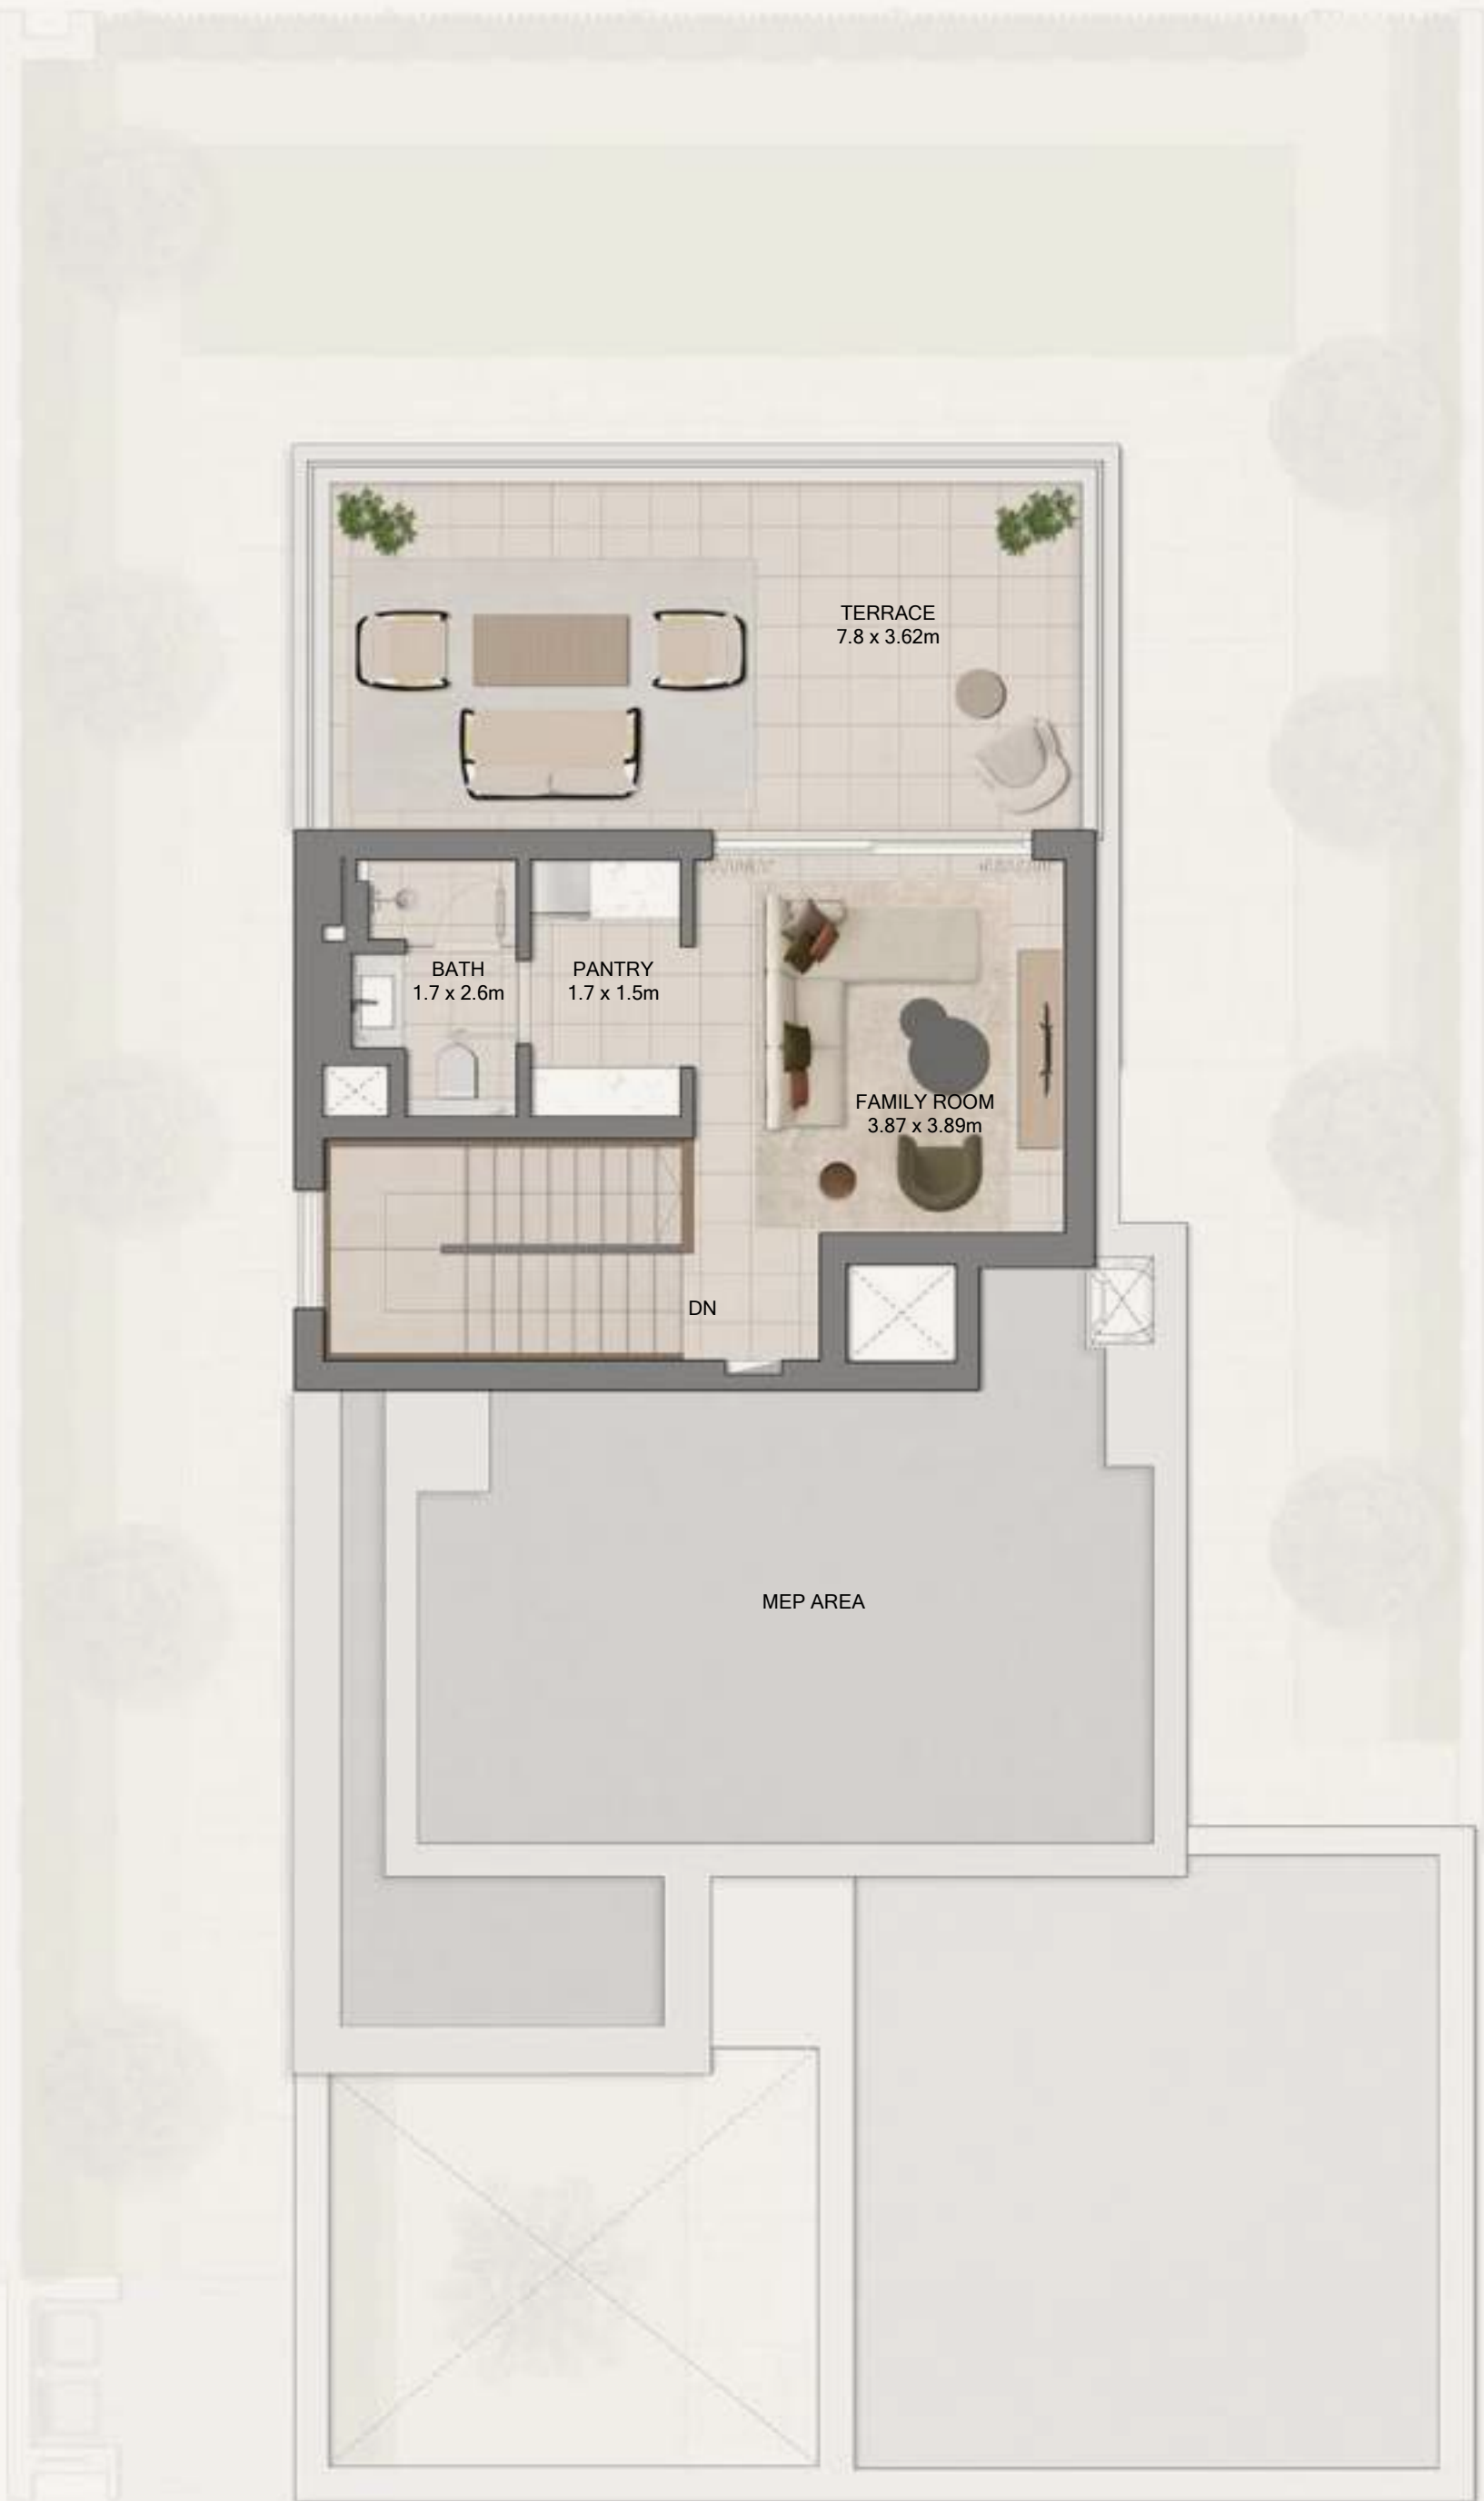 TERRACE
7.8 x 3.62m
BATH
1.7 x 2.6m
PANTRY
1.7 x 1.5m
FAMILY ROOM
3.87 x 3.89m
DN
MEP AREA